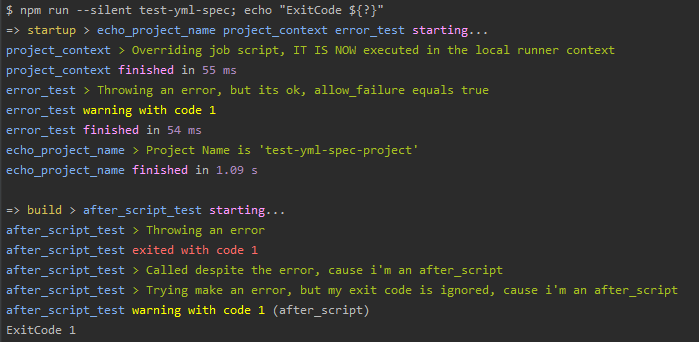 $ npm run --silent test-yml-spec; echo "ExitCode ${?}"
=> startup > echo_project_name project_context error_test starting...
project_context > Overriding job script, IT IS NOW executed in the local runner context
project_context finished in 55 ms
error_test > Throwing an error, but its ok, allow_failure equals true
error_test warning with code 1
error_test finished in 54 ms
echo_project_name > Project Name is 'test-yml-spec-project'
echo_project_name finished in 1.09 s
=> build > after_script_test starting...
after_script_test > Throwing an error
after_script_test exited with code 1
after_script_test > Called despite the error, cause i'm an after_script
after_script_test > Trying make an error, but my exit code is ignored, cause i'm an after_script
after_script_test warning with code 1 (after_script)
ExitCode 1